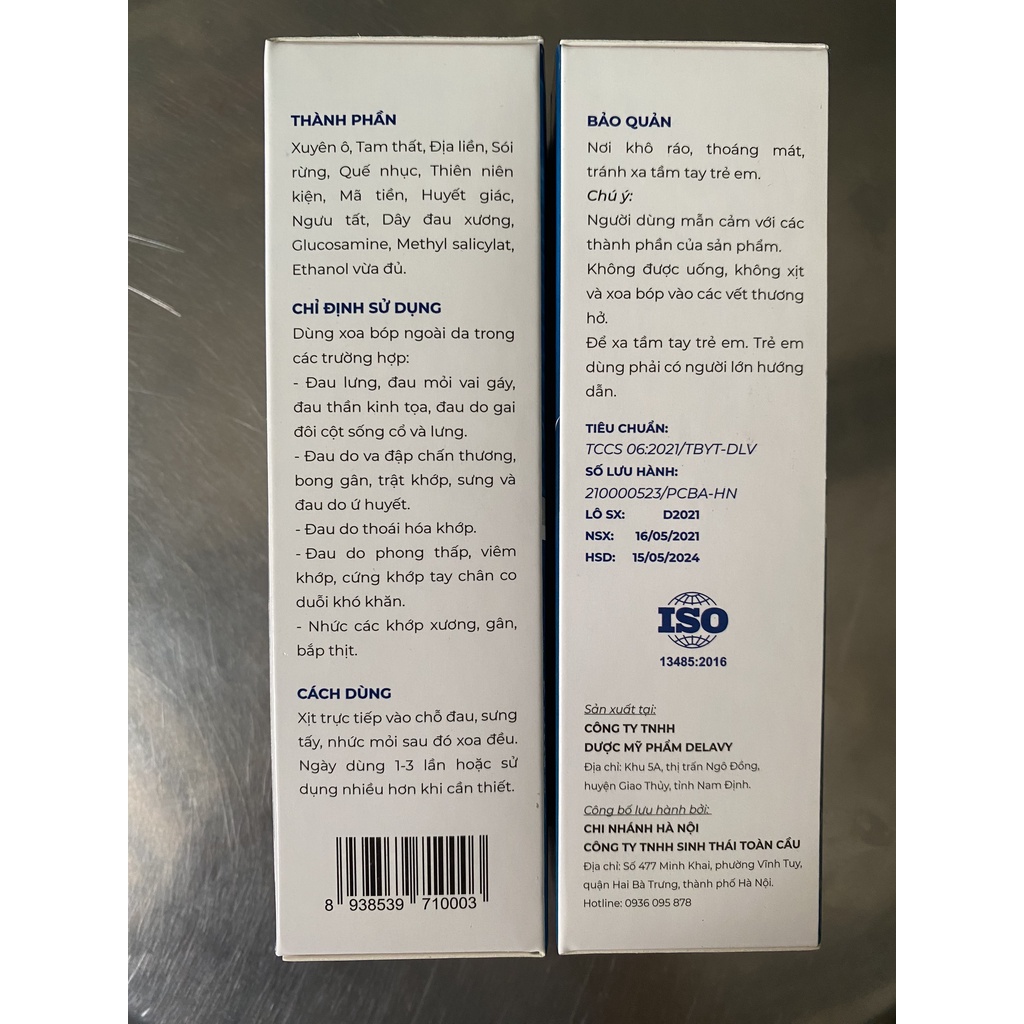 THÀNH PHẦN
Xuyên ô, Tam thất, Địa liền, Sói
rừng, Quế nhục, Thiên niên
kiện, Mã tiền, Huyết giác,
Ngưu tất, Dây đau xương,
Glucosamine, Methyl salicylat,
Ethanol vừa đủ.
CHỈ ĐỊNH SỬ DỤNG
Dùng xoa bóp ngoài da trong
các trường hợp:
- Đau lưng, đau mỏi vai gáy,
đau thần kinh tọa, đau do gai
đôi cột sống cổ và lưng.
- Đau do va đập chấn thương,
bong gân, trật khớp, sưng và
đau do ứ huyết.
- Đau do thoái hóa khớp.
- Đau do phong thấp, viêm
khớp, cứng khớp tay chân co
duỗi khó khăn.
- Nhức các khớp xương, gân,
bắp thịt.
CÁCH DÙNG
Xịt trực tiếp vào chỗ đau, sưng
tấy, nhức mỏi sau đó xoa đều.
Ngày dùng 1-3 lần hoặc sử
dụng nhiều hơn khi cần thiết.
8 938539 710003
BẢO QUẢN
Nơi khô ráo, thoáng mát,
tránh xa tầm tay trẻ em.
Chú ý:
Người dùng mẫn cảm với các
thành phần của sản phẩm.
Không được uống, không xịt
và xoa bóp vào các vết thương
hở.
Để xa tầm tay trẻ em. Trẻ em
dùng phải có người lớn hướng
dẫn.
TIÊU CHUẨN:
TCCS 06:2021/TBYT-DLV
SỐ LƯU HÀNH:
210000523/PCBA-HN
LÔ SX: D2021
NSX: 16/05/2021
HSD: 15/05/2024
ISO
13485:2016
Sản xuất tại:
CÔNG TY TNHH
DƯỢC MỸ PHẨM DELAVY
Địa chỉ: Khu 5A, thị trấn Ngô Đồng,
huyện Giao Thủy, tỉnh Nam Định.
Công bố lưu hành bởi:
CHI NHÁNH HÀ NỘI
CÔNG TY TNHH SINH THÁI TOÀN CẦU
Địa chỉ: Số 477 Minh Khai, phường Vĩnh Tuy,
quận Hai Bà Trưng, thành phố Hà Nội.
Hotline: 0936 095 878